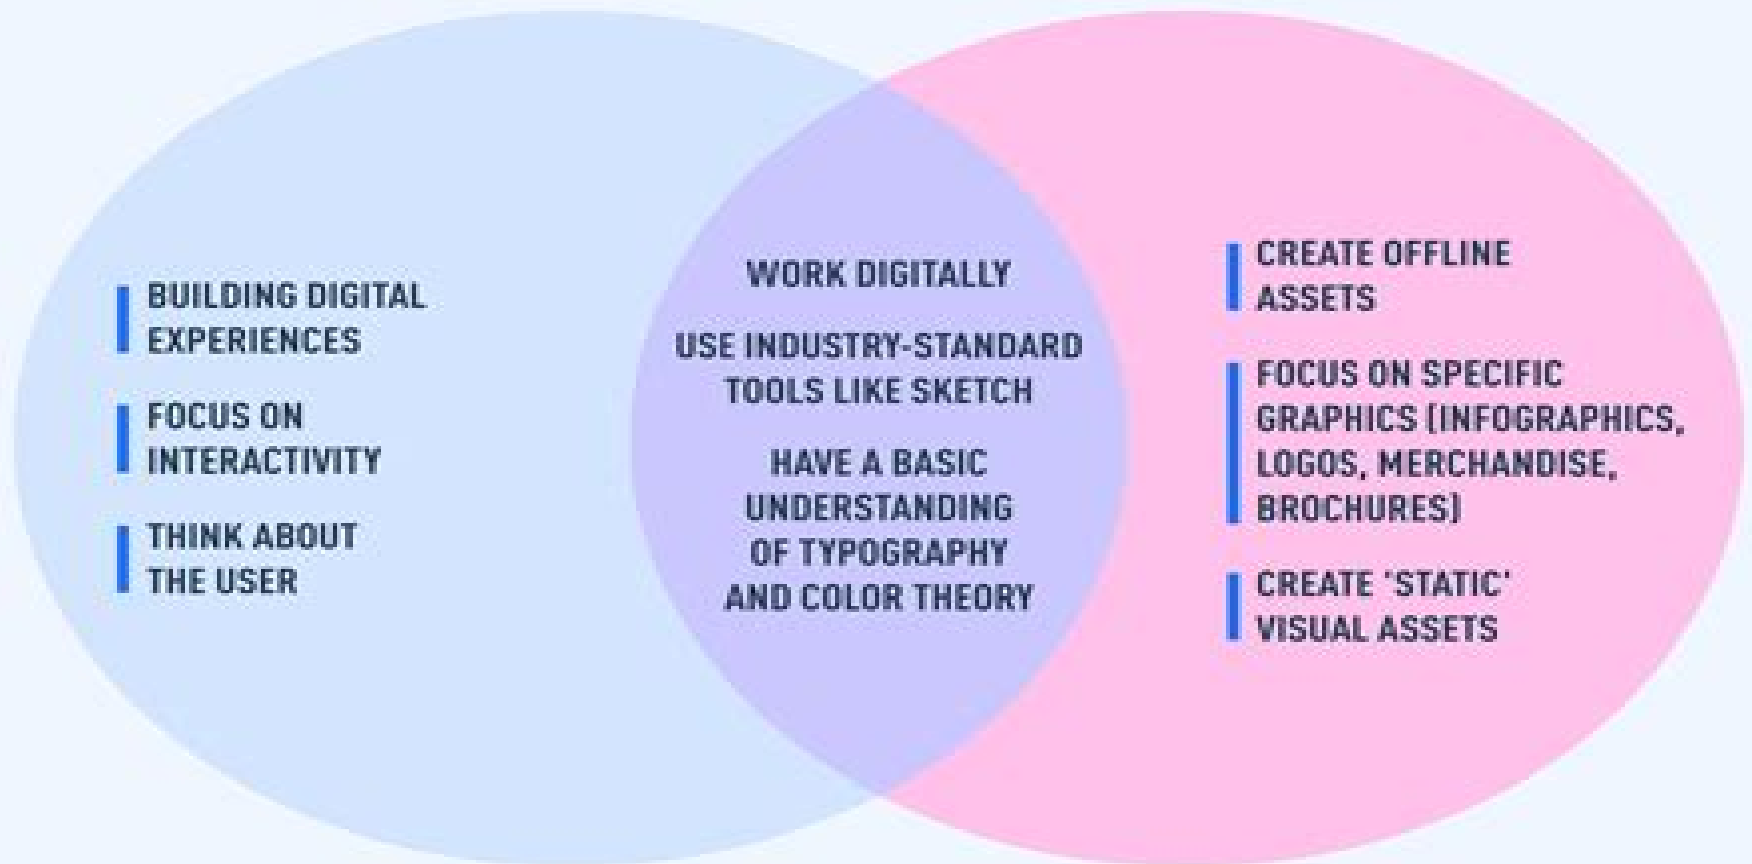 BUILDING DIGITAL
EXPERIENCES
FOCUS ON
INTERACTIVITY
THINK ABOUT
THE USER
WORK DIGITALLY
USE INDUSTRY-STANDARD
TOOLS LIKE SKETCH
HAVE A BASIC
UNDERSTANDING
OF TYPOGRAPHY
AND COLOR THEORY
CREATE OFFLINE
ASSETS
FOCUS ON SPECIFIC
GRAPHICS (INFOGRAPHICS,
LOGOS, MERCHANDISE,
BROCHURES)
CREATE 'STATIC'
VISUAL ASSETS